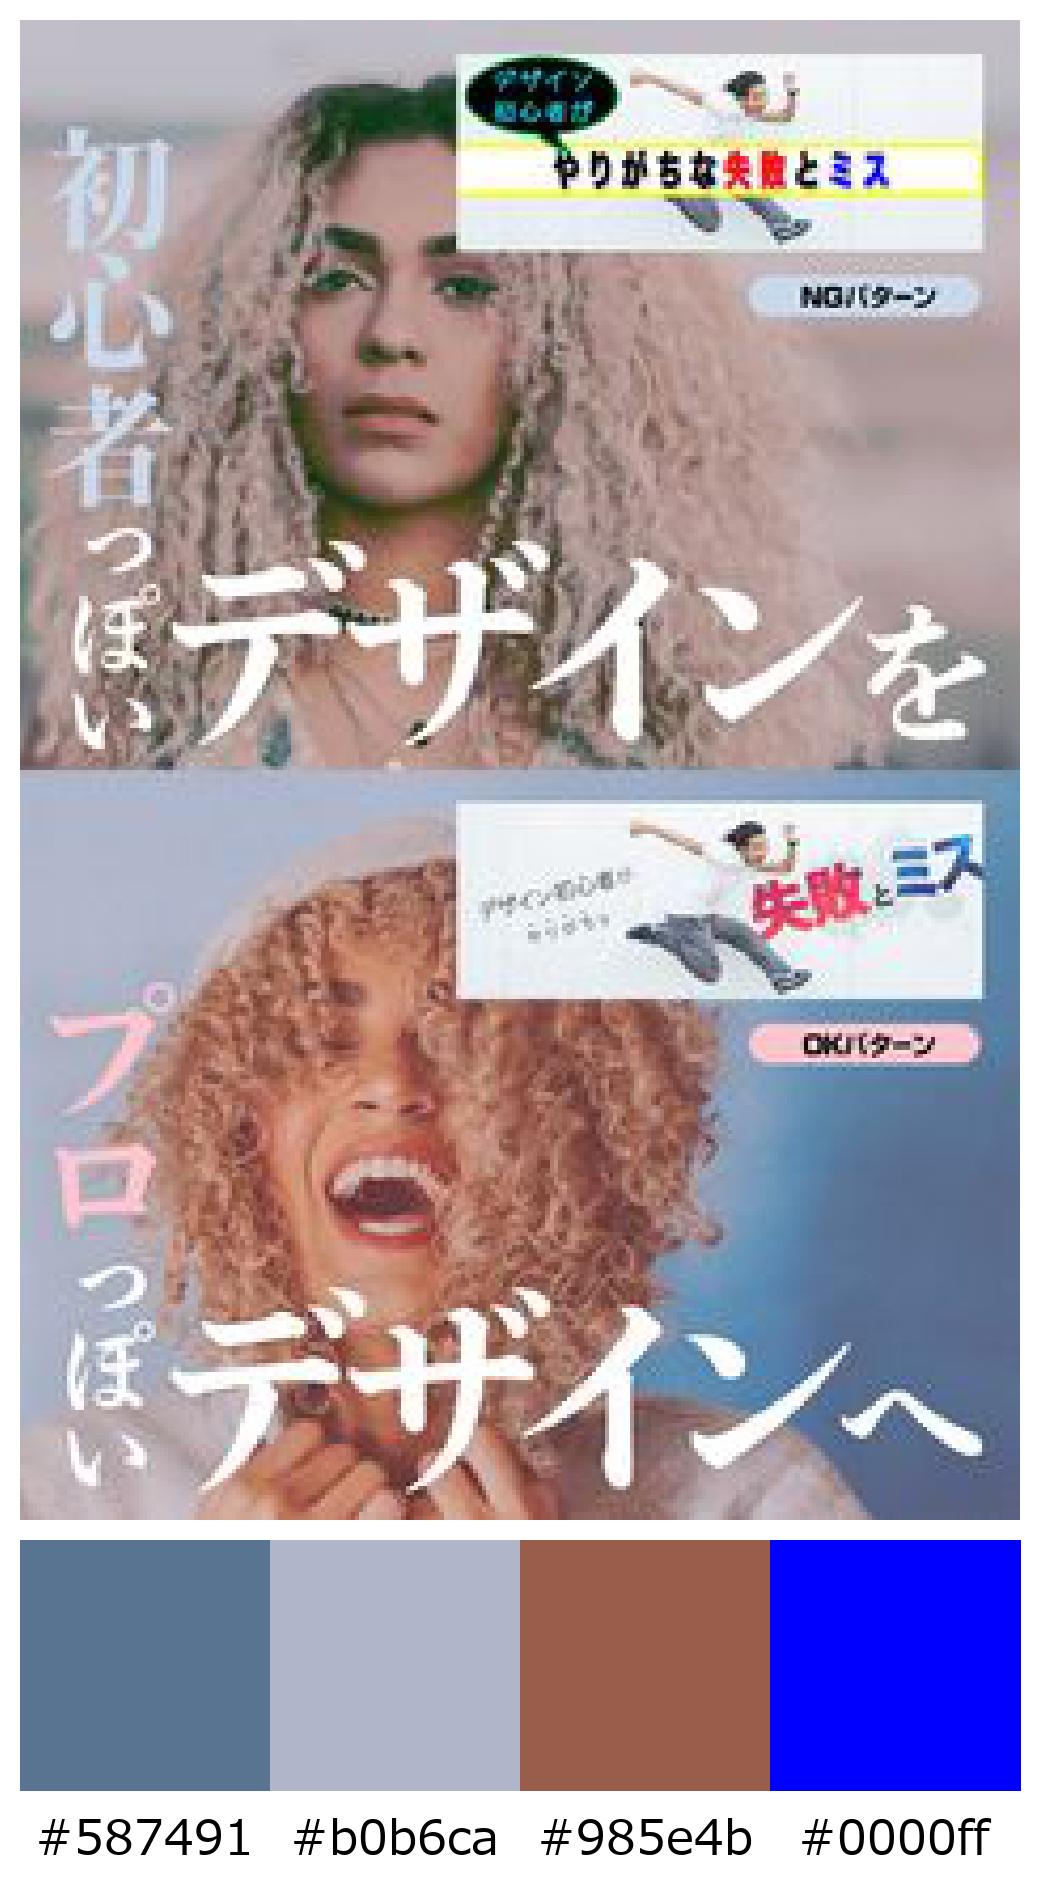 デザイン
初心者が
やりがちな失敗とミス
NGパターン
初心者っぽい
デザインを
デザイン初心者が
やりがちな
失敗とミス
OKパターン
プロっぽい
デザインへ
#587491 #b0b6ca #985e4b #0000ff